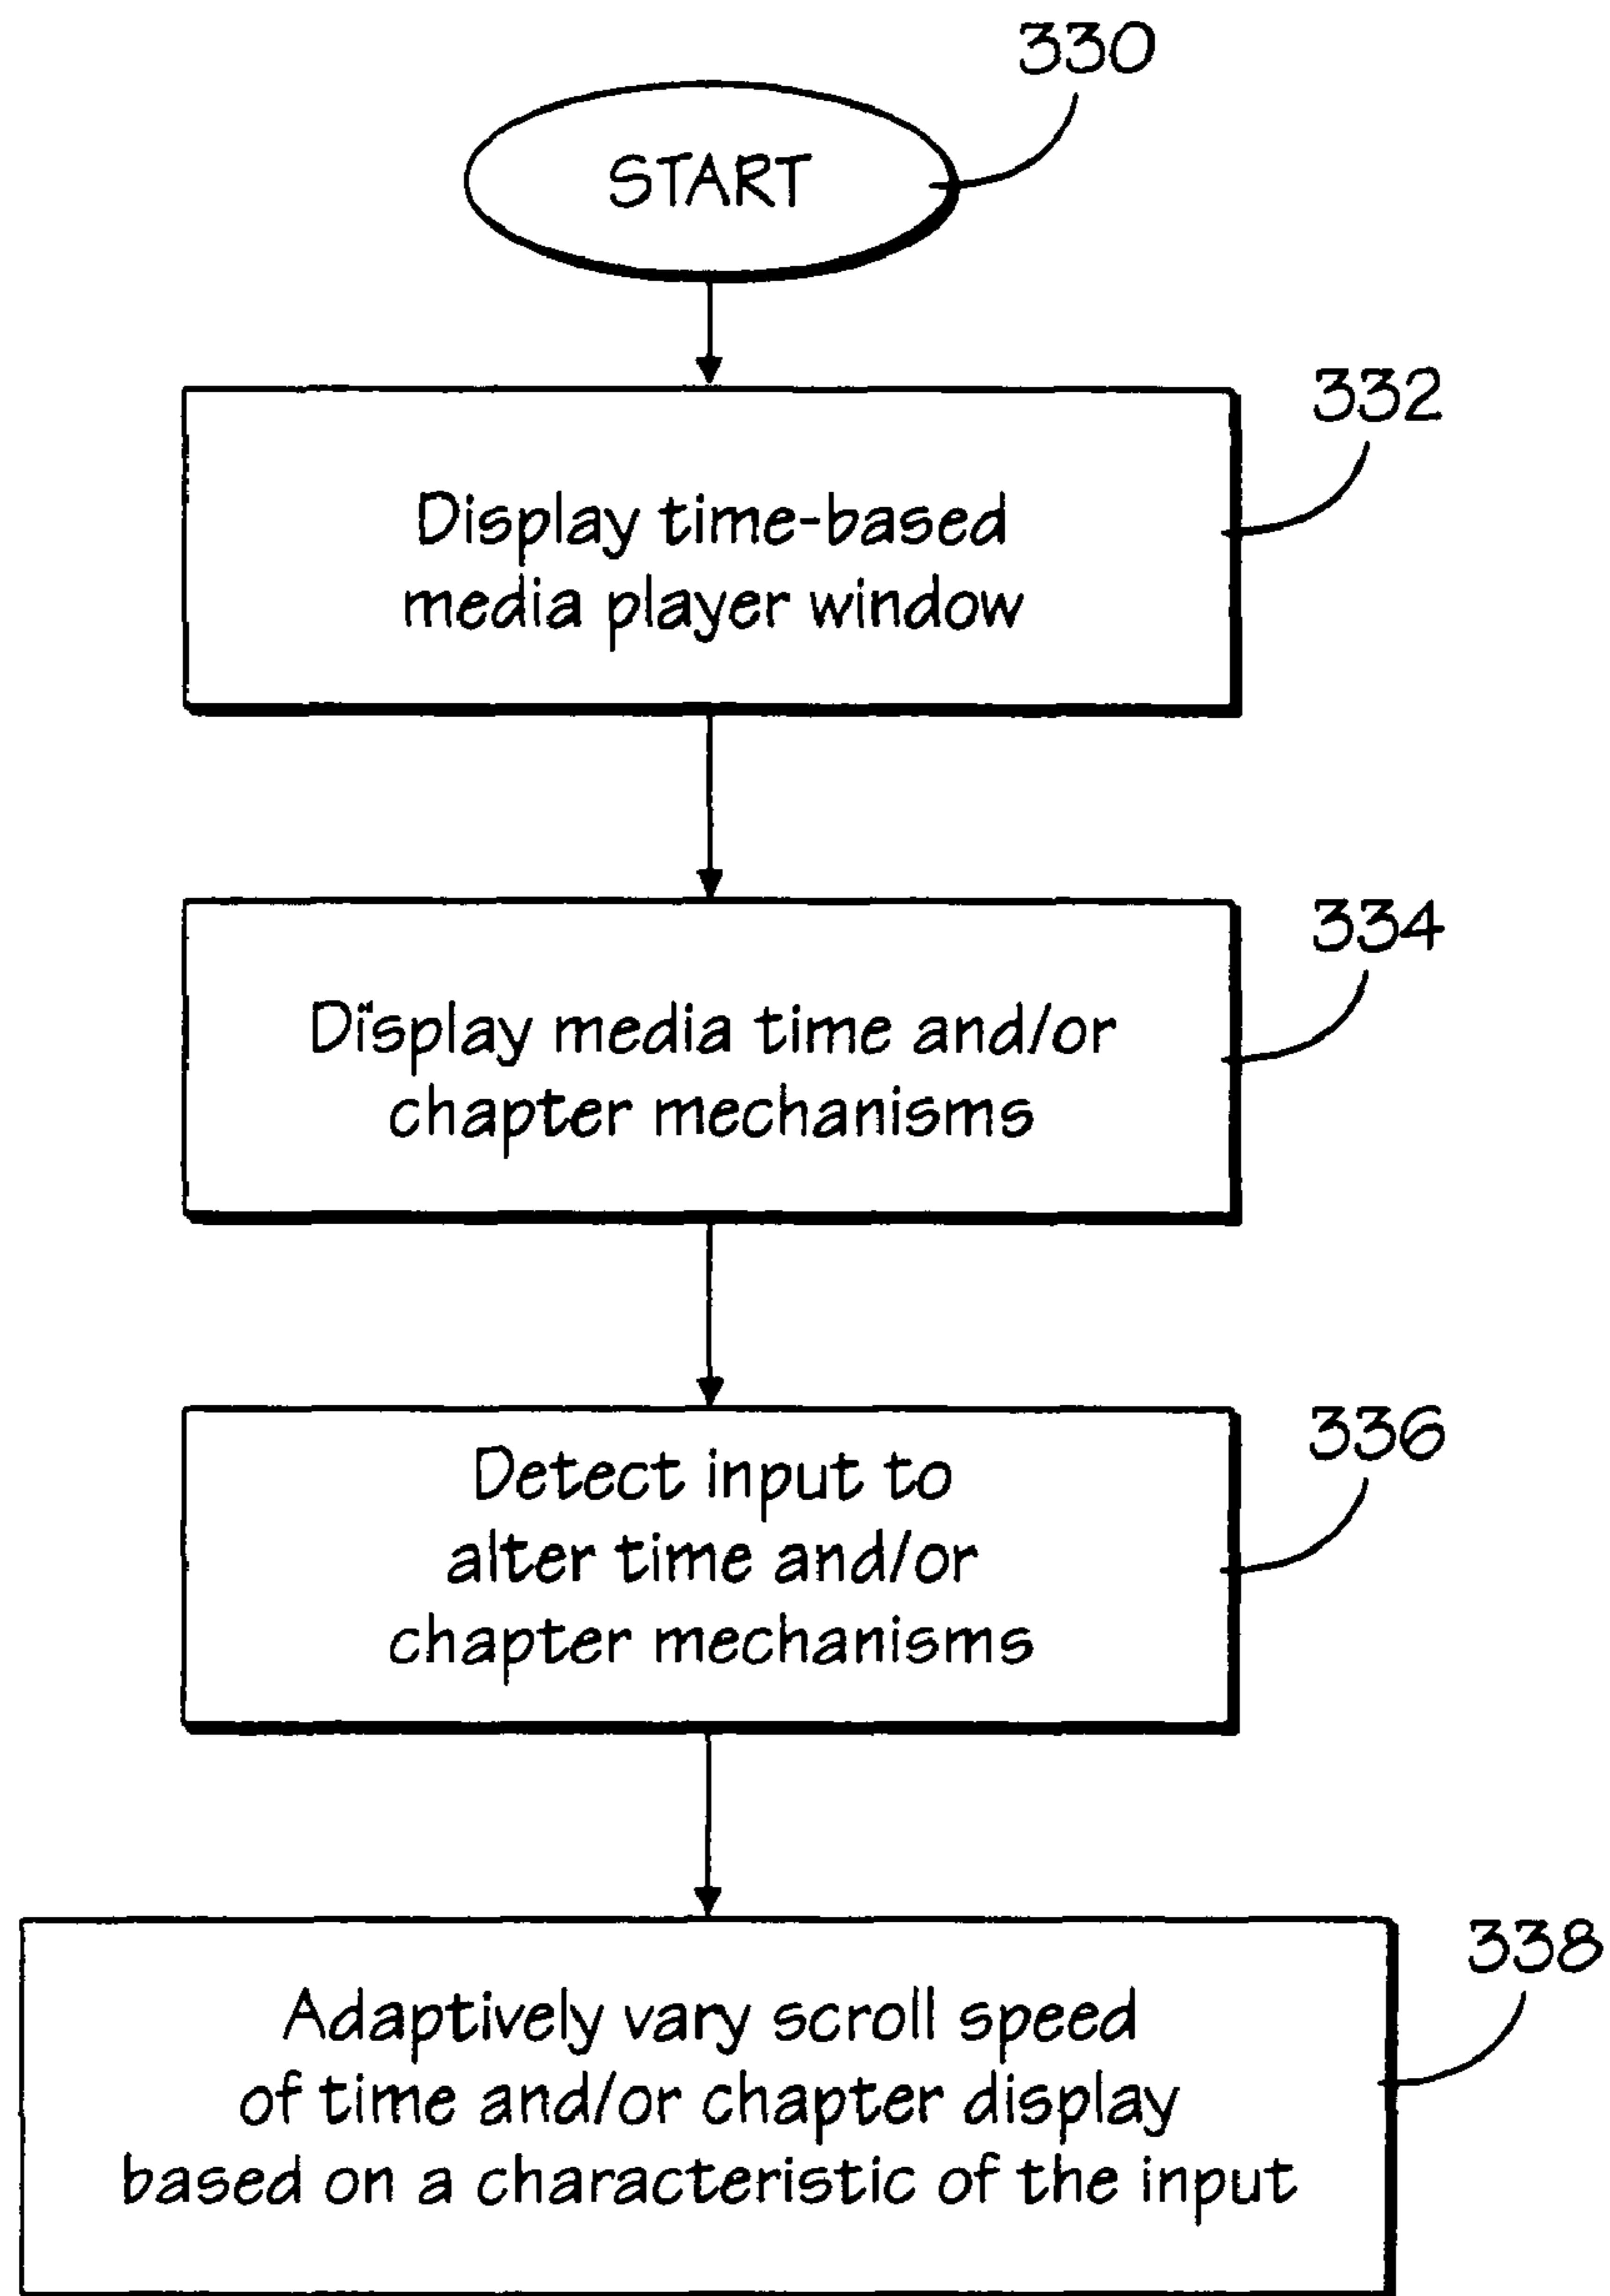 330
START
332
Display time-based
media player window
334
Display media time and/or
chapter mechanisms
336
Detect input to
alter time and/or
chapter mechanisms
338
Adaptively vary scroll speed
of time and/or chapter display
based on a characteristic of the input